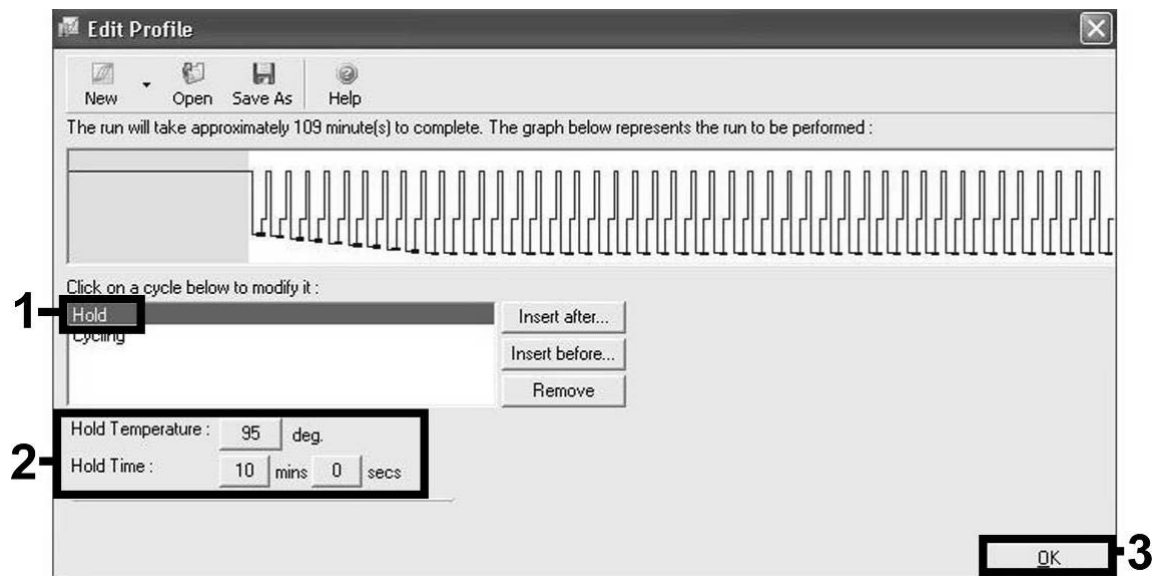 Edit Profile
New Open Save As Help
The run will take approximately 109 minute(s) to complete. The graph below represents the run to be performed :
Click on a cycle below to modify it :
1
Hold
Cycling
Insert after...
Insert before...
Remove
2
Hold Temperature : 95 deg.
Hold Time : 10 mins 0 secs
OK
3